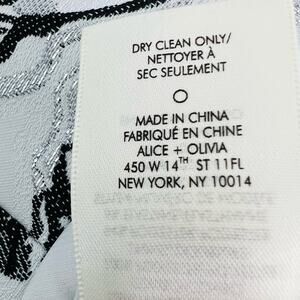 DRY CLEAN ONLY/
NETTOYER À
SEC SEULEMENT
MADE IN CHINA
FABRIQUÉ EN CHINE
ALICE + OLIVIA
450 W 14TH ST 11FL
NEW YORK, NY 10014